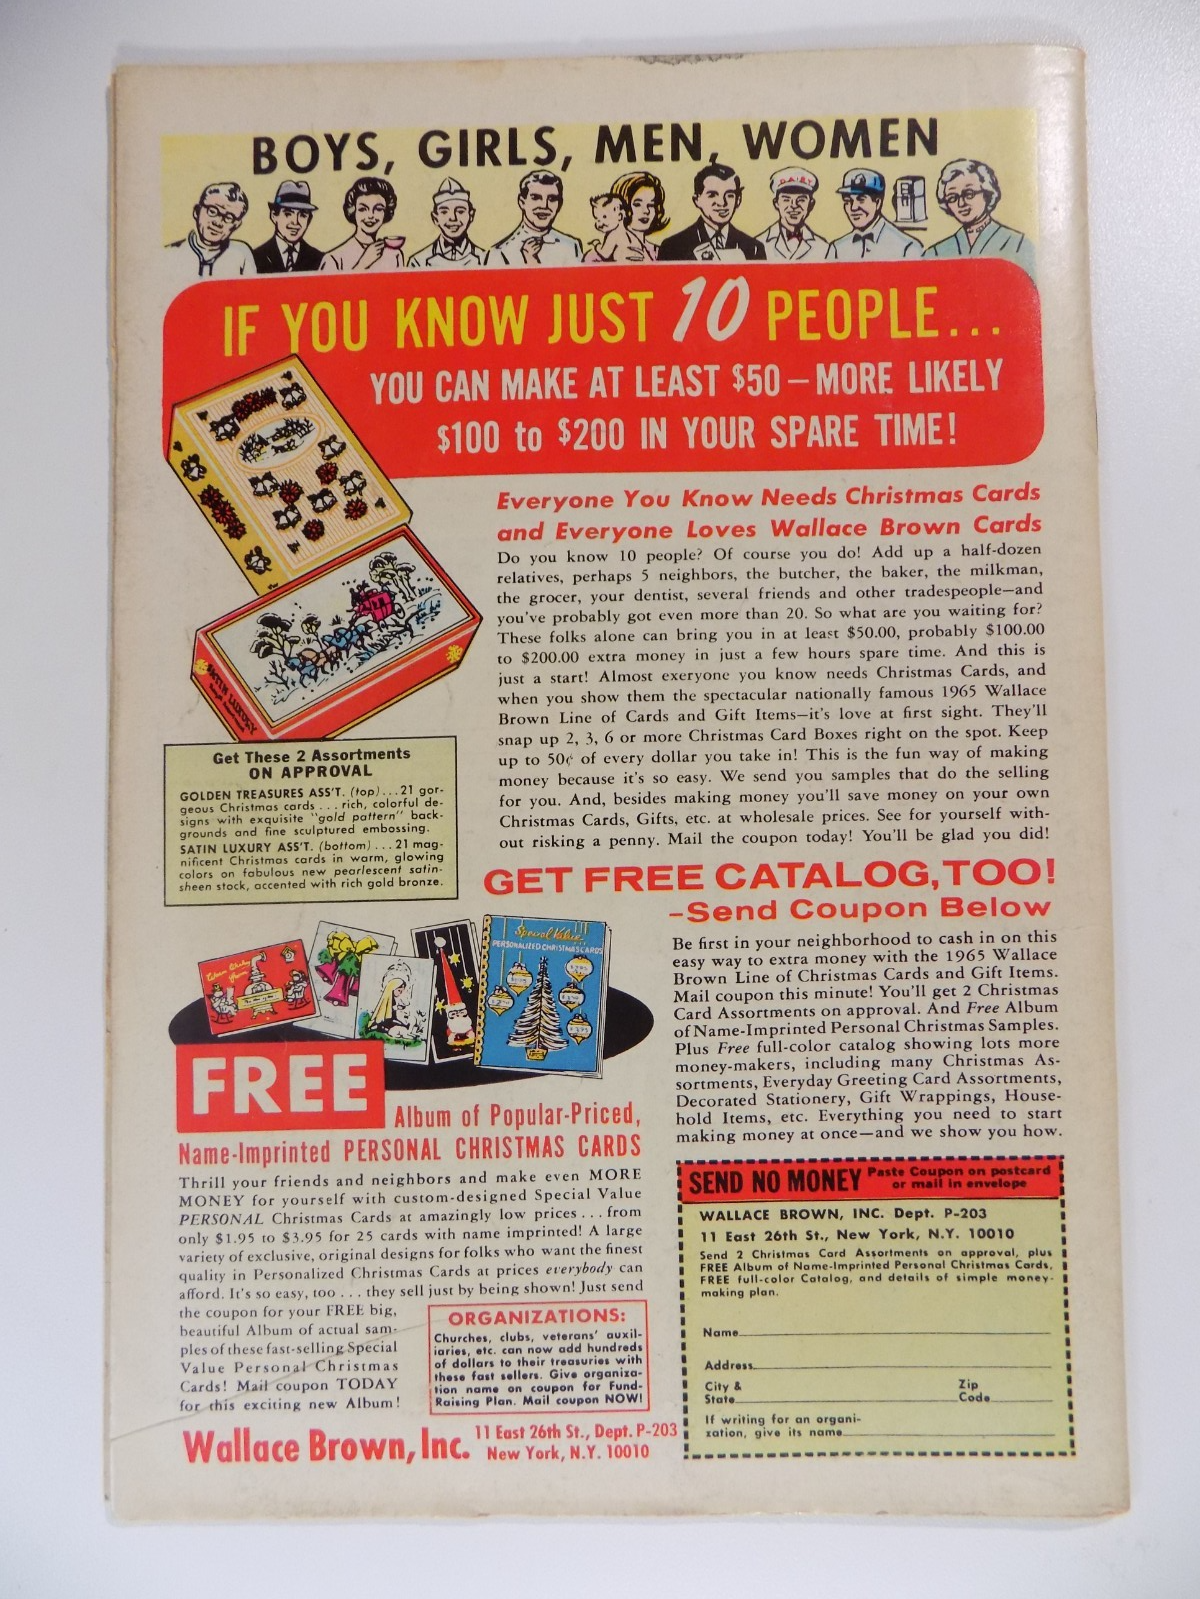 BOYS, GIRLS, MEN, WOMEN
DAIRY
IF YOU KNOW JUST 10 PEOPLE...
YOU CAN MAKE AT LEAST $50 – MORE LIKELY
$100 to $200 IN YOUR SPARE TIME!
Everyone You Know Needs Christmas Cards
and Everyone Loves Wallace Brown Cards
Do you know 10 people? Of course you do! Add up a half-dozen
relatives, perhaps 5 neighbors, the butcher, the baker, the milkman,
the grocer, your dentist, several friends and other tradespeople—and
you've probably got even more than 20. So what are you waiting for?
These folks alone can bring you in at least $50.00, probably $100.00
to $200.00 extra money in just a few hours spare time. And this is
just a start! Almost exeryone you know needs Christmas Cards, and
when you show them the spectacular nationally famous 1965 Wallace
Brown Line of Cards and Gift Items—it's love at first sight. They'll
snap up 2, 3, 6 or more Christmas Card Boxes right on the spot. Keep
up to 50¢ of every dollar you take in! This is the fun way of making
money because it's so easy. We send you samples that do the selling
for you. And, besides making money you'll save money on your own
Christmas Cards, Gifts, etc. at wholesale prices. See for yourself with-
out risking a penny. Mail the coupon today! You'll be glad you did!
SATIN LUXURY
Get These 2 Assortments
ON APPROVAL
GOLDEN TREASURES ASS'T. (top)...21 gor-
geous Christmas cards . . . rich, colorful de-
signs with exquisite "gold pattern" back-
grounds and fine sculptured embossing.
SATIN LUXURY ASS'T. (bottom) . . . 21 mag-
nificent Christmas cards in warm, glowing
colors on fabulous new pearlescent satin-
sheen stock, accented with rich gold bronze.
GET FREE CATALOG, TOO!
–Send Coupon Below
Be first in your neighborhood to cash in on this
easy way to extra money with the 1965 Wallace
Brown Line of Christmas Cards and Gift Items.
Mail coupon this minute! You'll get 2 Christmas
Card Assortments on approval. And Free Album
of Name-Imprinted Personal Christmas Samples.
Plus Free full-color catalog showing lots more
money-makers, including many Christmas As-
sortments, Everyday Greeting Card Assortments,
Decorated Stationery, Gift Wrappings, House-
hold Items, etc. Everything you need to start
making money at once—and we show you how.
Special Value
PERSONALIZED CHRISTMAS CARDS
FREE
Album of Popular-Priced,
Name-Imprinted PERSONAL CHRISTMAS CARDS
Thrill your friends and neighbors and make even MORE
MONEY for yourself with custom-designed Special Value
PERSONAL Christmas Cards at amazingly low prices . . . from
only $1.95 to $3.95 for 25 cards with name imprinted! A large
variety of exclusive, original designs for folks who want the finest
quality in Personalized Christmas Cards at prices everybody can
afford. It's so easy, too . . . they sell just by being shown! Just send
the coupon for your FREE big,
beautiful Album of actual sam-
ples of these fast-selling Special
Value Personal Christmas
Cards! Mail coupon TODAY
for this exciting new Album!
ORGANIZATIONS:
Churches, clubs, veterans' auxil-
iaries, etc. can now add hundreds
of dollars to their treasuries with
these fast sellers. Give organiza-
tion name on coupon for Fund-
Raising Plan. Mail coupon NOW!
Wallace Brown, Inc.
11 East 26th St., Dept. P-203
New York, N.Y. 10010
SEND NO MONEY Paste Coupon on postcard
or mail in envelope
WALLACE BROWN, INC. Dept. P-203
11 East 26th St., New York, N.Y. 10010
Send 2 Christmas Card Assortments on approval, plus
FREE Album of Name-Imprinted Personal Christmas Cards,
FREE full-color Catalog, and details of simple money-
making plan.
Name
Address
City & Zip
State Code
If writing for an organi-
zation, give its name